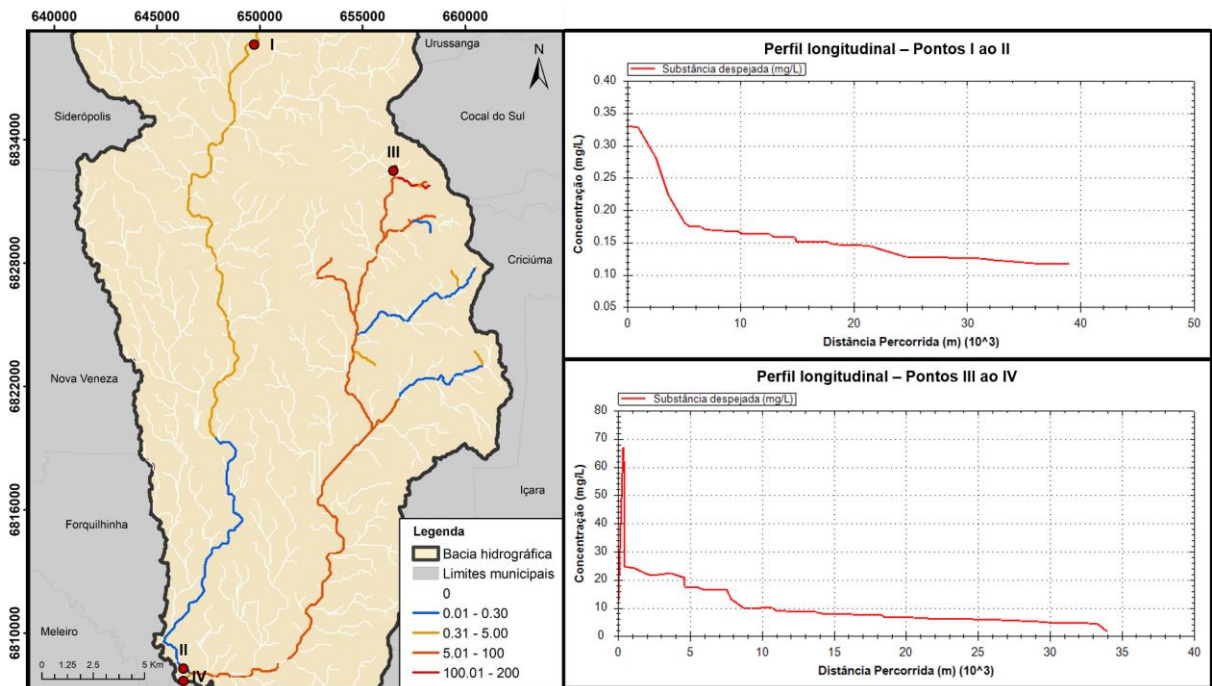 640000 645000 650000 655000 660000
6834000
6828000
6822000
6816000
6810000
Urussanga
I
N
Siderópolis
Cocal do Sul
III
Criciúma
Nova Veneza
Içara
Forquilhinha
Meleiro
II
IV
0 1.25 2.5 5 Km
Legenda
Bacia hidrográfica
Limites municipais
0
0.01 - 0.30
0.31 - 5.00
5.01 - 100
100.01 - 200
Perfil longitudinal – Pontos I ao II
Substância despejada (mg/L)
Concentração (mg/L)
0.40
0.35
0.30
0.25
0.20
0.15
0.10
0.05
0 10 20 30 40 50
Distância Percorrida (m) (10^3)
Perfil longitudinal – Pontos III ao IV
Substância despejada (mg/L)
Concentração (mg/L)
80
70
60
50
40
30
20
10
0
0 5 10 15 20 25 30 35 40
Distância Percorrida (m) (10^3)